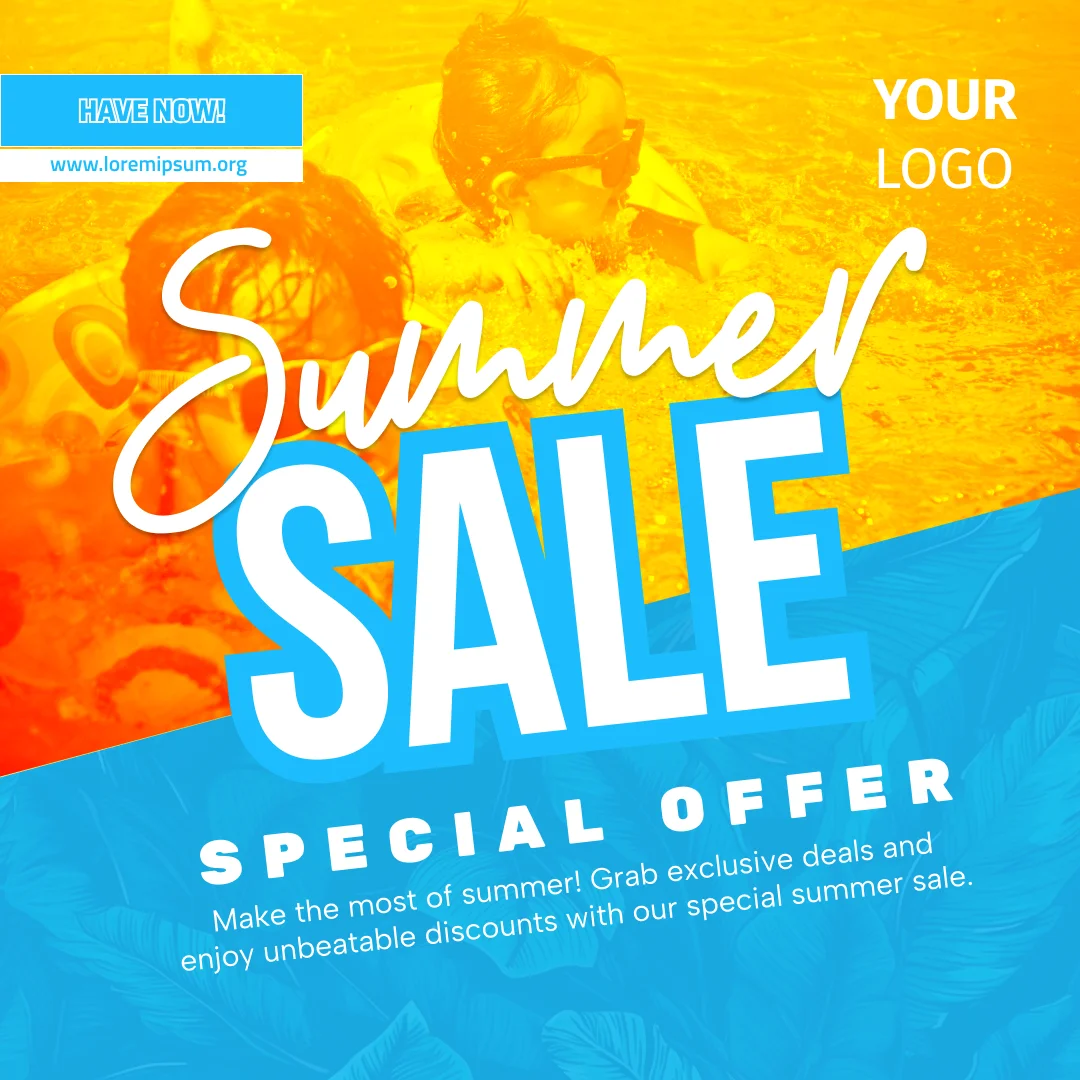 HAVE NOW!
www.loremipsum.org
YOUR
LOGO
Summer
SALE
SPECIAL OFFER
Make the most of summer! Grab exclusive deals and
enjoy unbeatable discounts with our special summer sale.